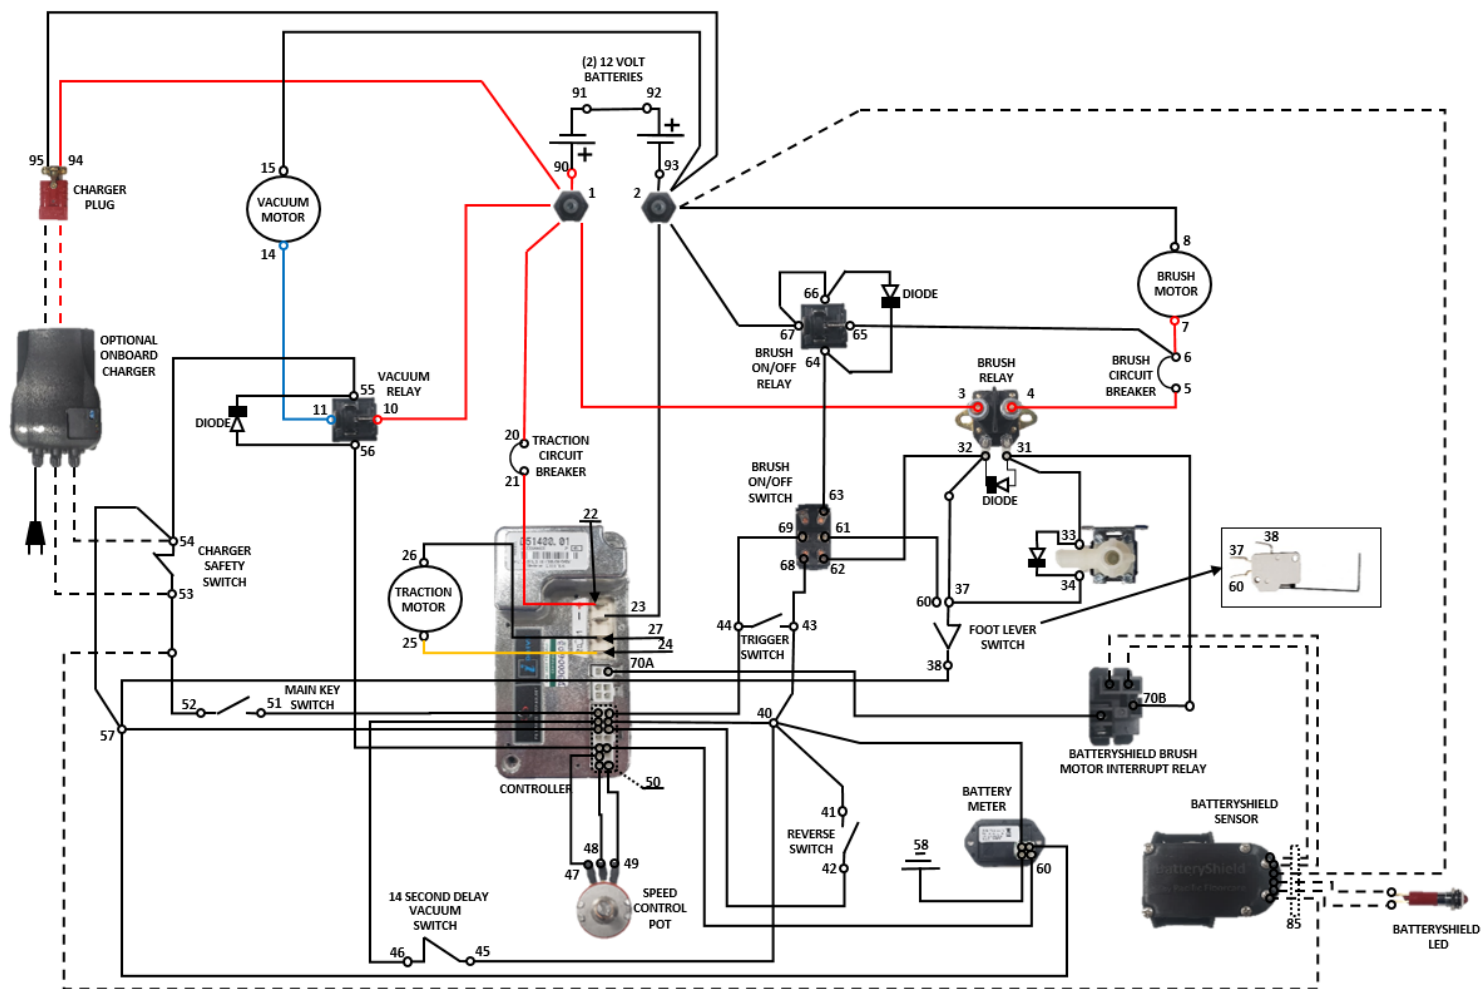 (2) 12 VOLT
BATTERIES
91
92
+
+
90
93
1
2
95
94
CHARGER
PLUG
15
VACUUM
MOTOR
14
8
BRUSH
MOTOR
7
66
DIODE
67
65
64
BRUSH
ON/OFF
RELAY
BRUSH
RELAY
BRUSH
CIRCUIT
BREAKER
6
5
3
4
32
31
DIODE
OPTIONAL
ONBOARD
CHARGER
55
VACUUM
RELAY
11
10
DIODE
56
20
TRACTION
CIRCUIT
BREAKER
21
BRUSH
ON/OFF
SWITCH
63
69
61
68
62
22
D51400.01
26
TRACTION
MOTOR
25
23
27
24
70A
54
CHARGER
SAFETY
SWITCH
53
33
34
38
37
60
60
37
FOOT LEVER
SWITCH
38
44
43
TRIGGER
SWITCH
52
51
MAIN KEY
SWITCH
57
40
70B
BATTERYSHIELD BRUSH
MOTOR INTERRUPT RELAY
CONTROLLER
50
BATTERY
METER
41
REVERSE
SWITCH
42
58
60
BATTERYSHIELD
SENSOR
BatteryShield
85
BATTERYSHIELD
LED
48
47
49
SPEED
CONTROL
POT
14 SECOND DELAY
VACUUM
SWITCH
46
45